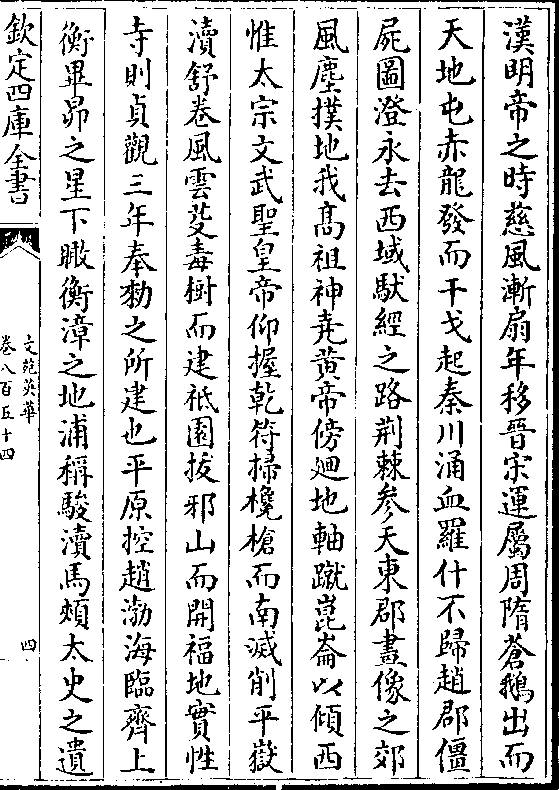 漢明帝之時慈風漸扇年移晉宋運屬周隋蒼鵝出而
天地屯赤龍發而干戈起秦川涌血羅什不歸趙郡僵
屍圖澄永去西域馱經之路荆棘參天東郡畫像之郊
風塵撲地我髙祖神堯黄帝傍廻地軸蹴崑崙以傾西
惟太宗文武聖皇帝仰握乾符掃欃槍而南滅削平嶽
瀆舒卷風雲芟毒樹而建祇園拔邪山而開福地實性
寺則貞觀三年奉勑之所建也平原控趙渤海臨齊上
衡畢昴之星下瞰衡漳之地浦稱駿瀆馬頰太史之遺
欽定四庫全書
文苑英華
卷八百五十四
四